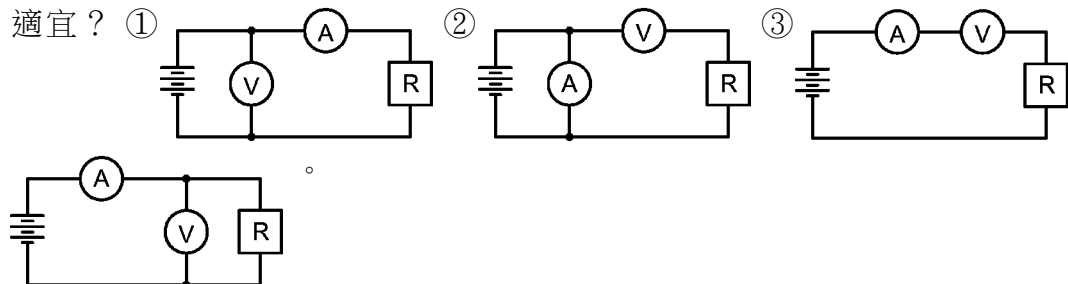 適宜？ ① A V R ② V A R ③ A V R
A V R 。